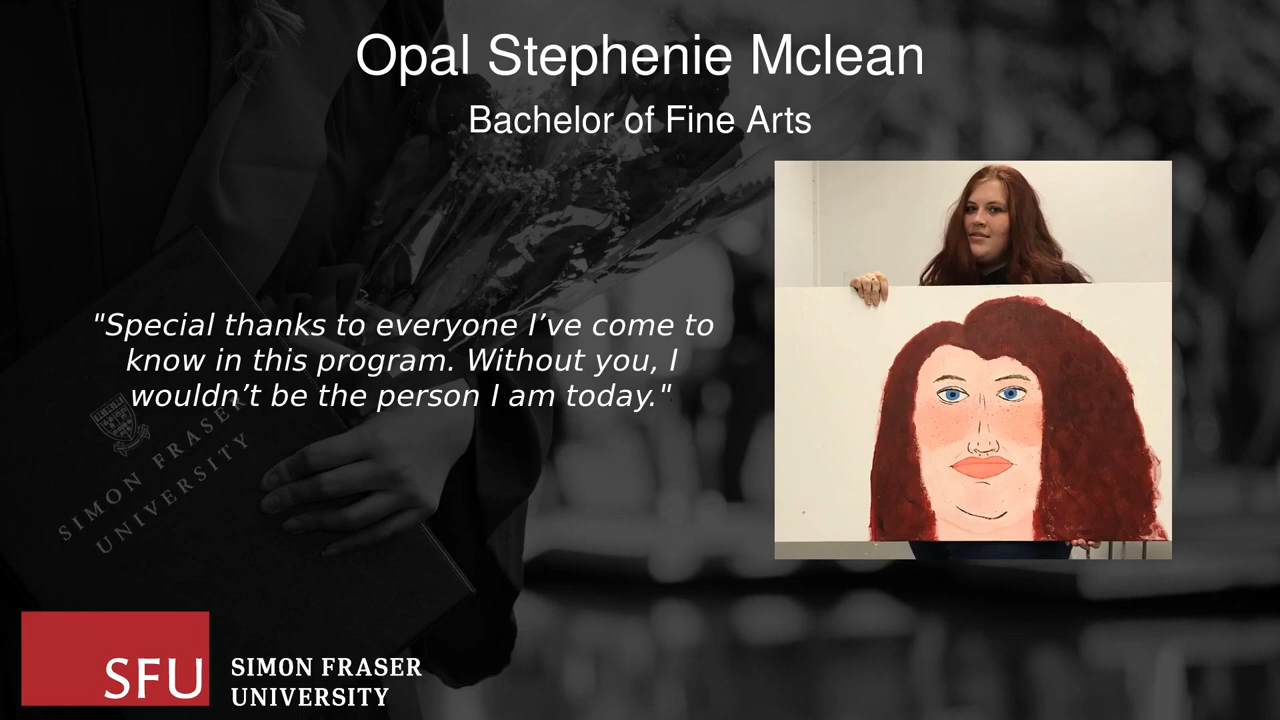 Opal Stephenie Mclean
Bachelor of Fine Arts
"Special thanks to everyone I’ve come to
know in this program. Without you, I
wouldn’t be the person I am today."
SIMON FRASER
UNIVERSITY
SFU
SIMON FRASER
UNIVERSITY